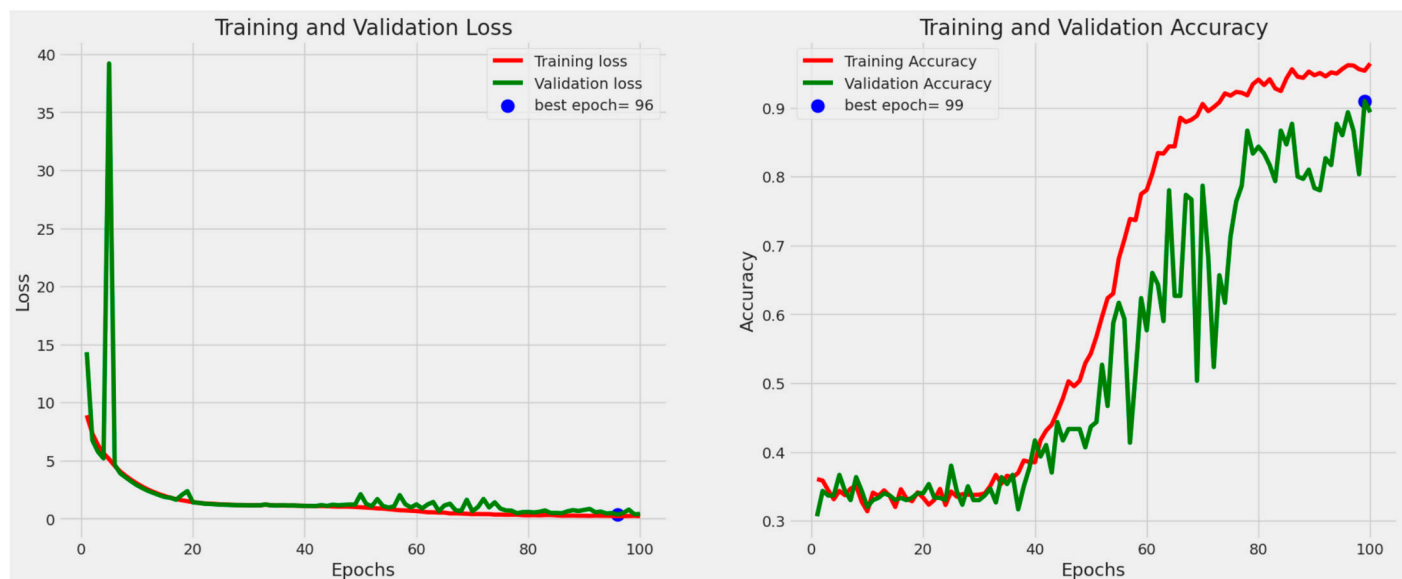 Training and Validation Loss
40
35
30
25
20
15
10
5
0
Loss
0 20 40 60 80 100
Epochs
Training loss
Validation loss
best epoch= 96
Training and Validation Accuracy
Training Accuracy
Validation Accuracy
best epoch= 99
0.9
0.8
0.7
0.6
0.5
0.4
0.3
Accuracy
0 20 40 60 80 100
Epochs